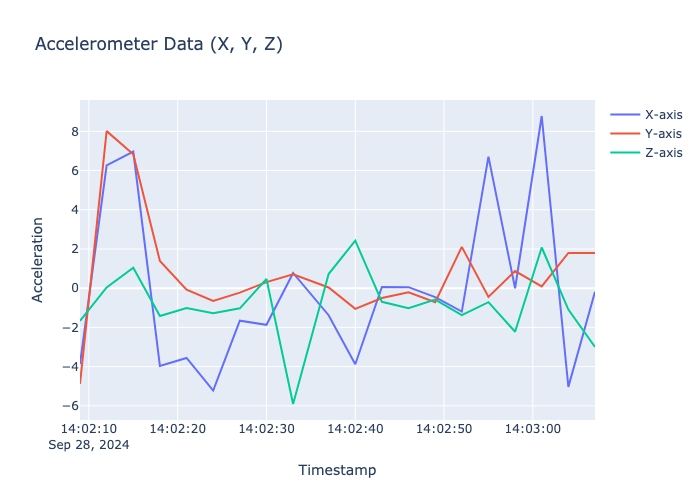 Accelerometer Data (X, Y, Z)
X-axis
Y-axis
Z-axis
Acceleration
8
6
4
2
0
−2
−4
−6
14:02:10
14:02:20
14:02:30
14:02:40
14:02:50
14:03:00
Sep 28, 2024
Timestamp